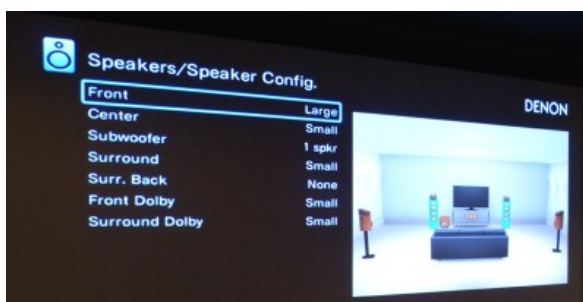 Speakers/Speaker Config.
DENON
Front Large
Center Small
Subwoofer 1 spkr
Surround Small
Surr. Back None
Front Dolby Small
Surround Dolby Small